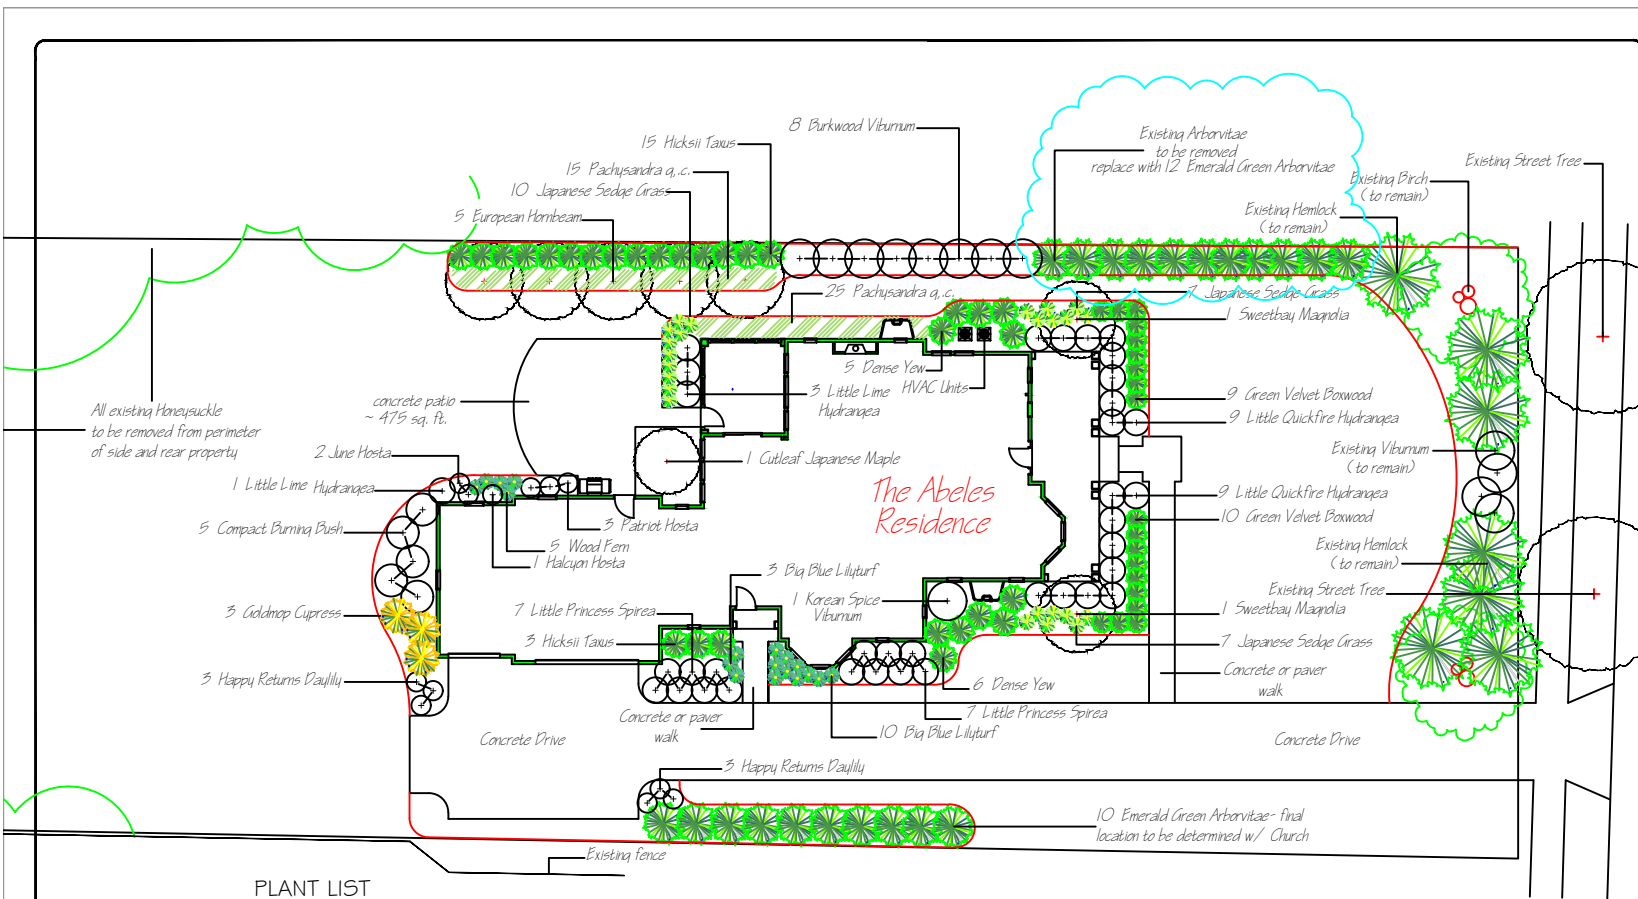 8 Burkwood Viburnum
15 Hicksii Taxus
15 Pachysandra q.c.
10 Japanese Sedge Grass
5 European Hornbeam
Existing Arborvitae
to be removed
replace with 12 Emerald Green Arborvitae
Existing Street Tree
Existing Birch
(to remain)
Existing Hemlock
(to remain)
25 Pachysandra q.c.
7 Japanese Sedge Grass
1 Sweetbay Magnolia
5 Dense Yew
HVAC Units
3 Little Lime
Hydrangea
concrete patio
~ 475 sq. ft.
All existing Honeysuckle
to be removed from perimeter
of side and rear property
9 Green Velvet Boxwood
9 Little Quickfire Hydrangea
Existing Viburnum
(to remain)
2 June Hosta
1 Cutleaf Japanese Maple
1 Little Lime Hydrangea
The Abeles
Residence
9 Little Quickfire Hydrangea
10 Green Velvet Boxwood
5 Compact Burning Bush
3 Patriot Hosta
5 Wood Fern
1 Halcyon Hosta
Existing Hemlock
(to remain)
3 Big Blue Lilyturf
Existing Street Tree
1 Korean Spice
Viburnum
3 Goldmop Cypress
7 Little Princess Spirea
1 Sweetbay Magnolia
3 Hicksii Taxus
7 Japanese Sedge Grass
3 Happy Returns Daylily
Concrete or paver
walk
6 Dense Yew
Concrete or paver
walk
7 Little Princess Spirea
10 Big Blue Lilyturf
Concrete Drive
Concrete Drive
3 Happy Returns Daylily
10 Emerald Green Arborvitae- final
location to be determined w/ Church
Existing fence
PLANT LIST